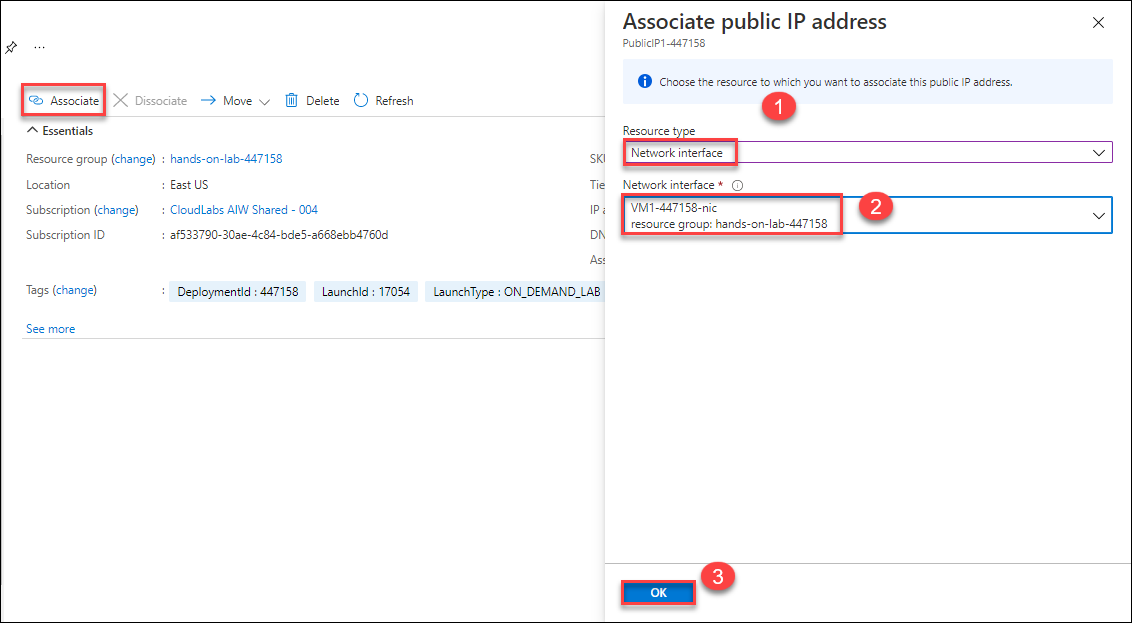 ...
Associate
Dissociate
Move
Delete
Refresh
Essentials
Resource group (change) : hands-on-lab-447158
Location : East US
Subscription (change) : CloudLabs AIW Shared - 004
Subscription ID : af533790-30ae-4c84-bde5-a668ebb4760d
Tags (change) : DeploymentId : 447158 LaunchId : 17054 LaunchType : ON_DEMAND_LAB
See more
Tie
IP a
DN
Ass
Associate public IP address
PublicIP1-447158
Choose the resource to which you want to associate this public IP address.
1
Resource type
Network interface
Network interface *
VM1-447158-nic
resource group: hands-on-lab-447158
2
OK
3